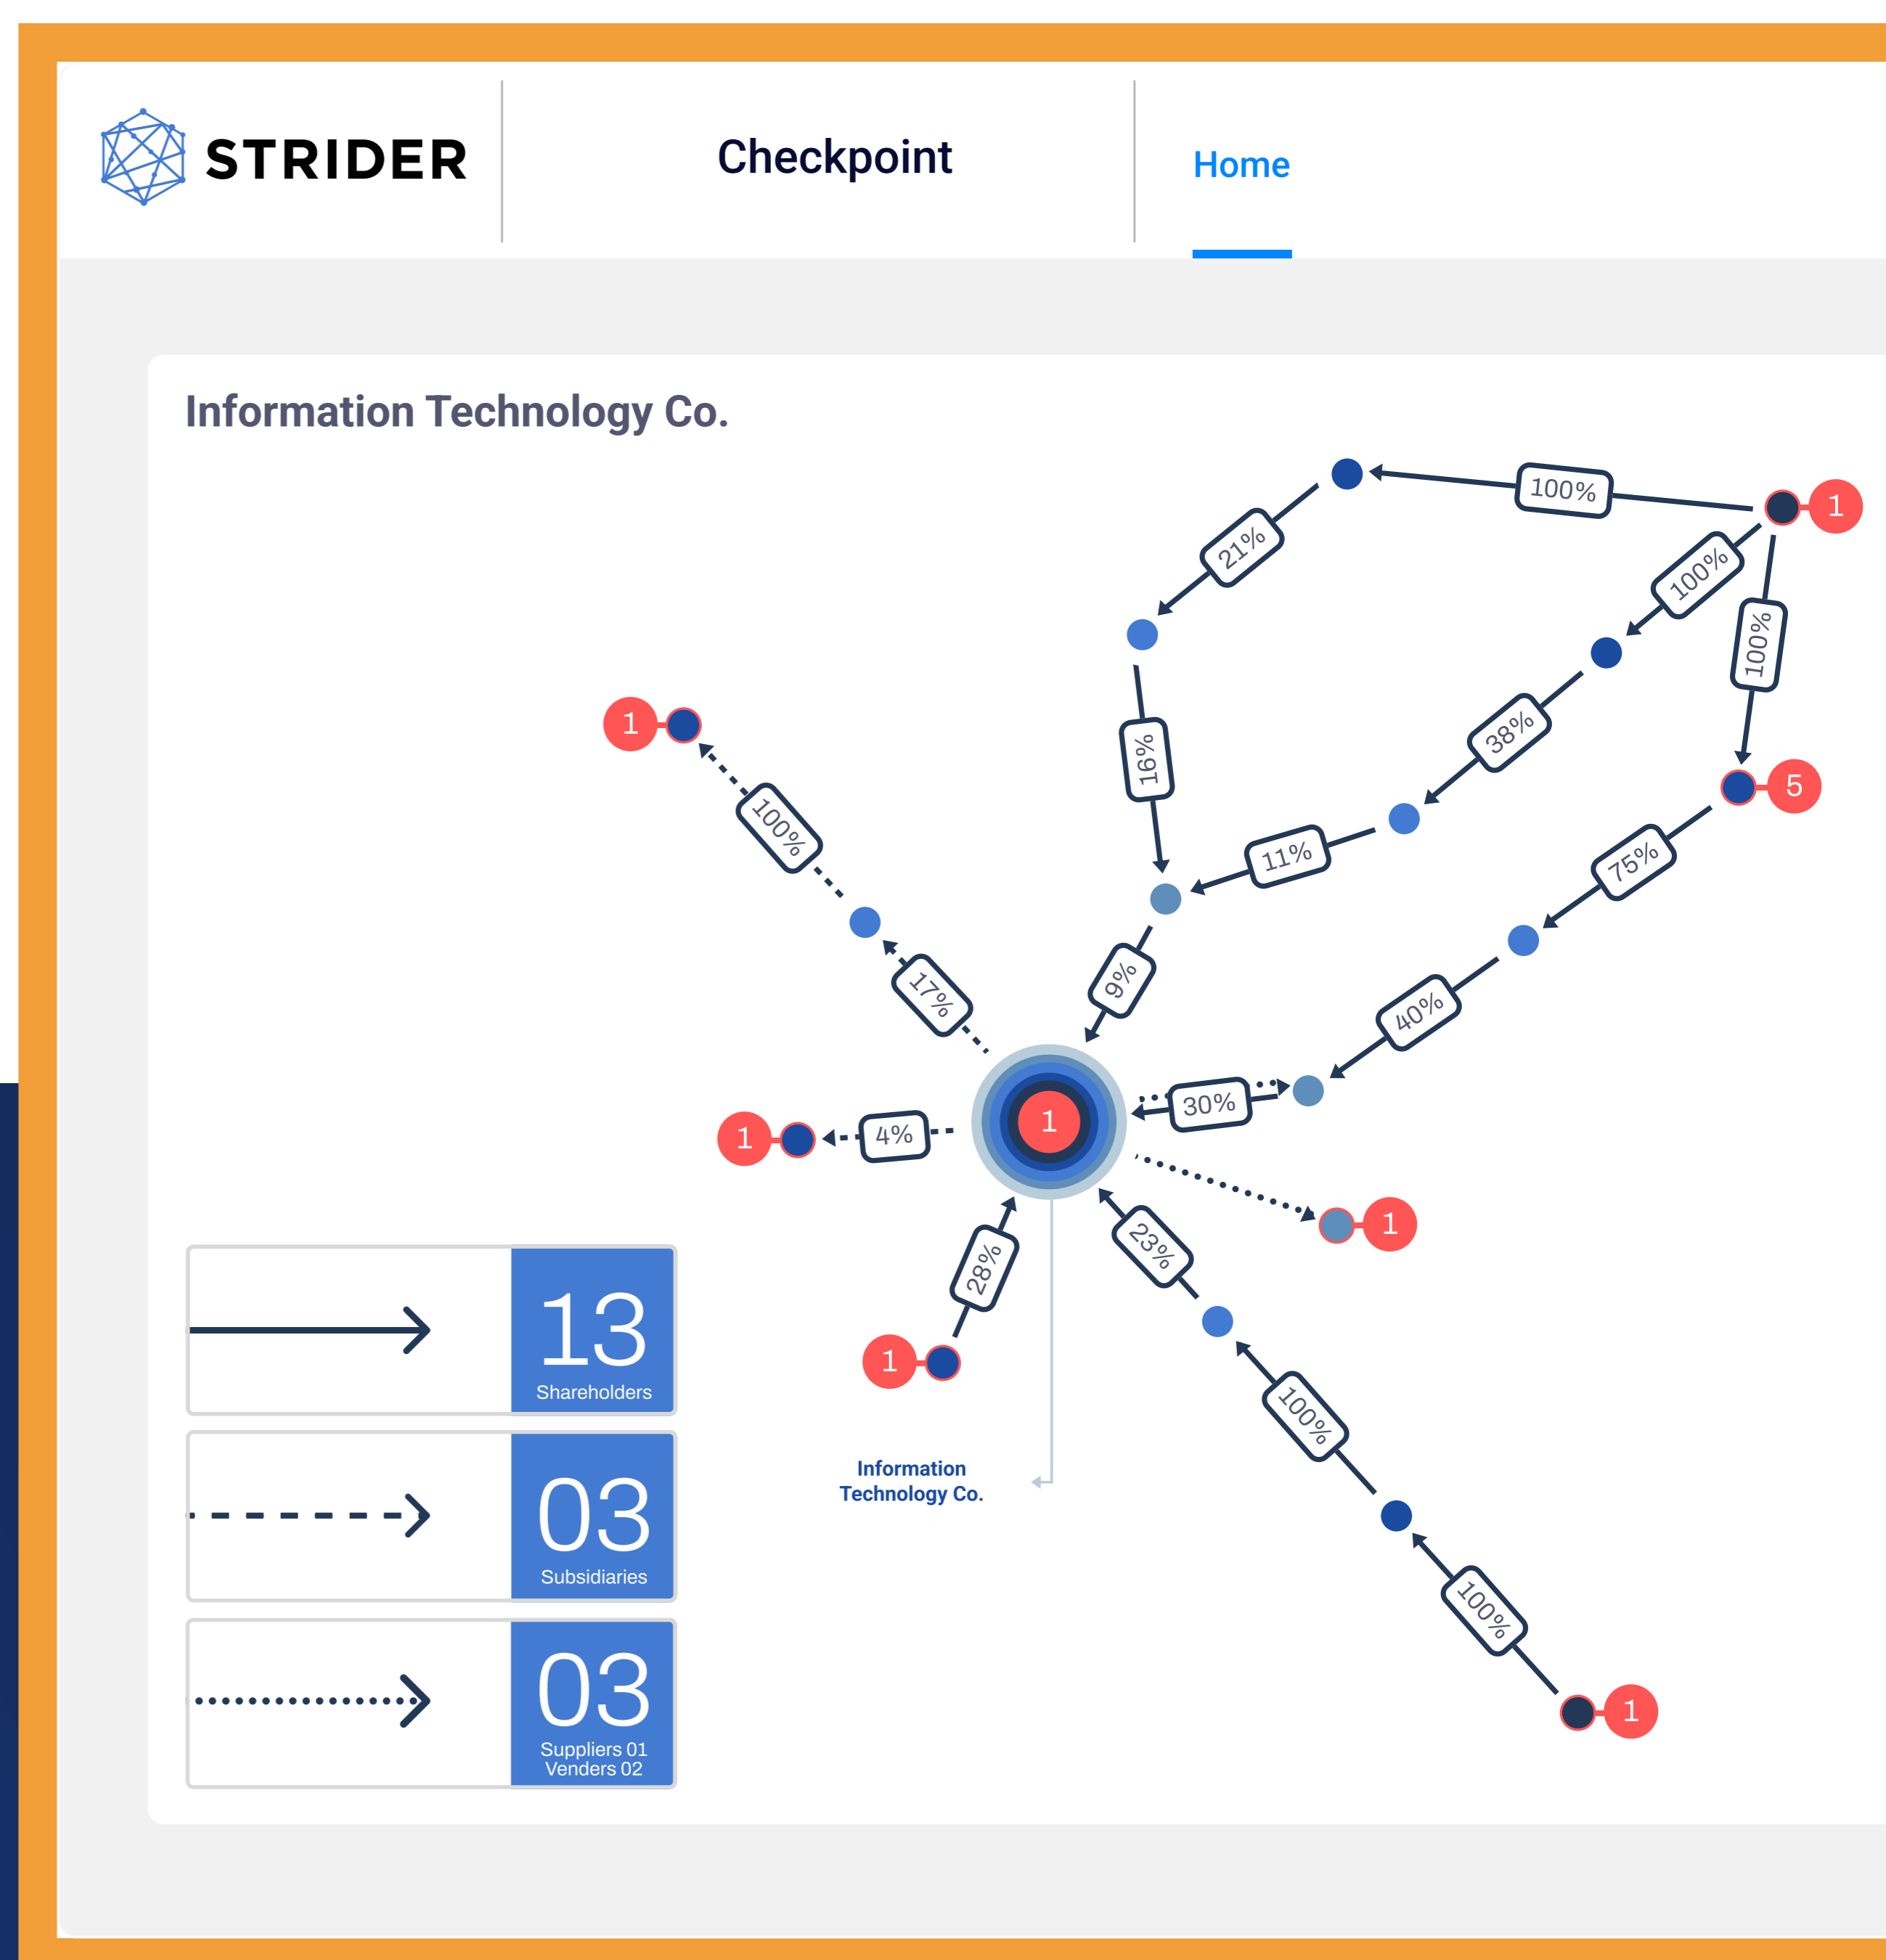 STRIDER
Checkpoint
Home
Information Technology Co.
100%
1
21%
100%
100%
16%
38%
1
5
100%
11%
75%
17%
9%
40%
30%
1
4%
1
1
23%
28%
13
Shareholders
1
100%
Information
Technology Co.
03
Subsidiaries
100%
03
Suppliers 01
Venders 02
1